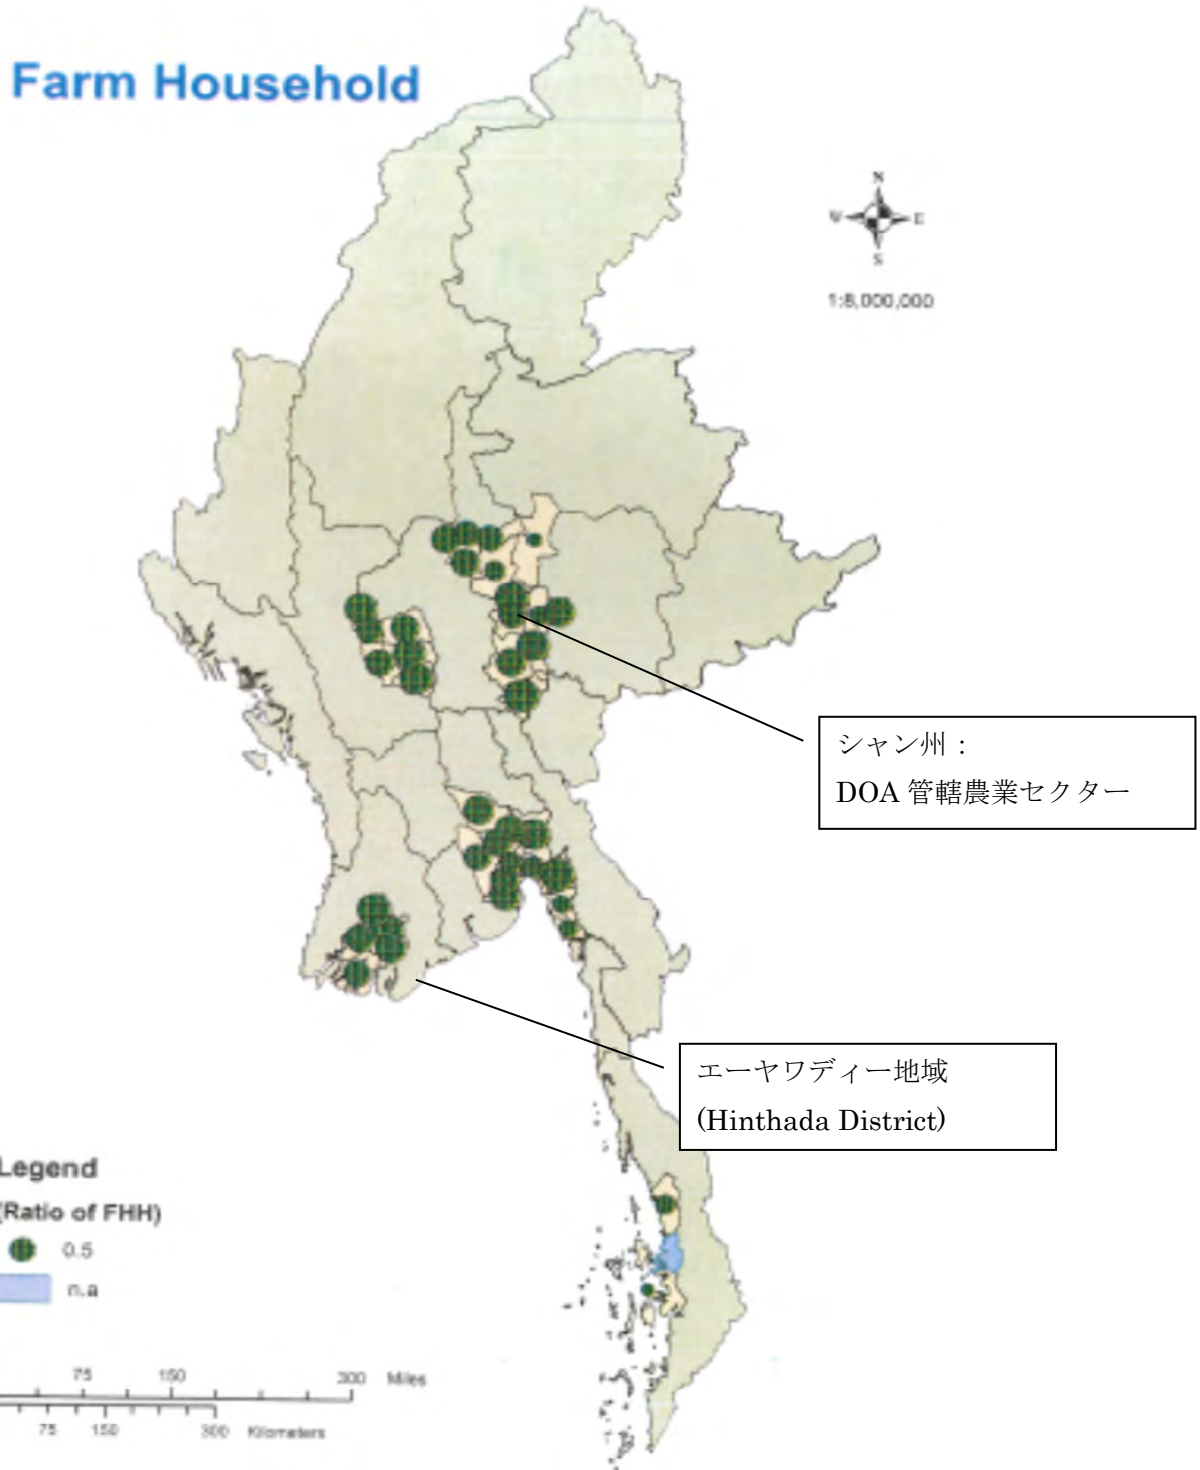 Farm Household
N
W
E
S
1:8,000,000
シャン州：
DOA 管轄農業セクター
エーヤワディー地域
(Hinthada District)
Legend
(Ratio of FHH)
0.5
n.a
75 150 300 Miles
75 150 300 Kilometers